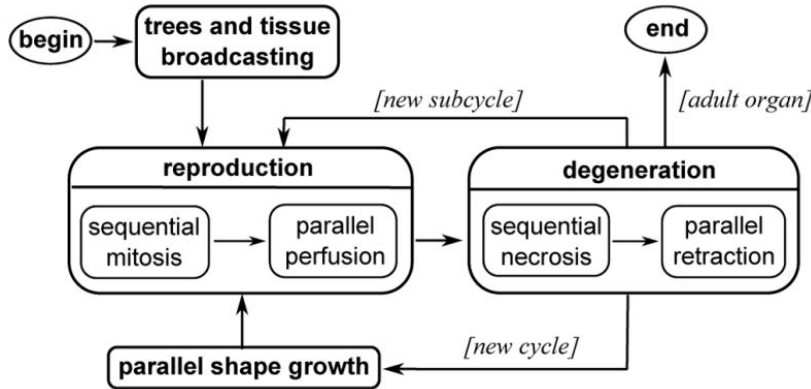 begin
trees and tissue
broadcasting
end
[new subcycle]
[adult organ]
reproduction
sequential
mitosis
parallel
perfusion
degeneration
sequential
necrosis
parallel
retraction
parallel shape growth
[new cycle]